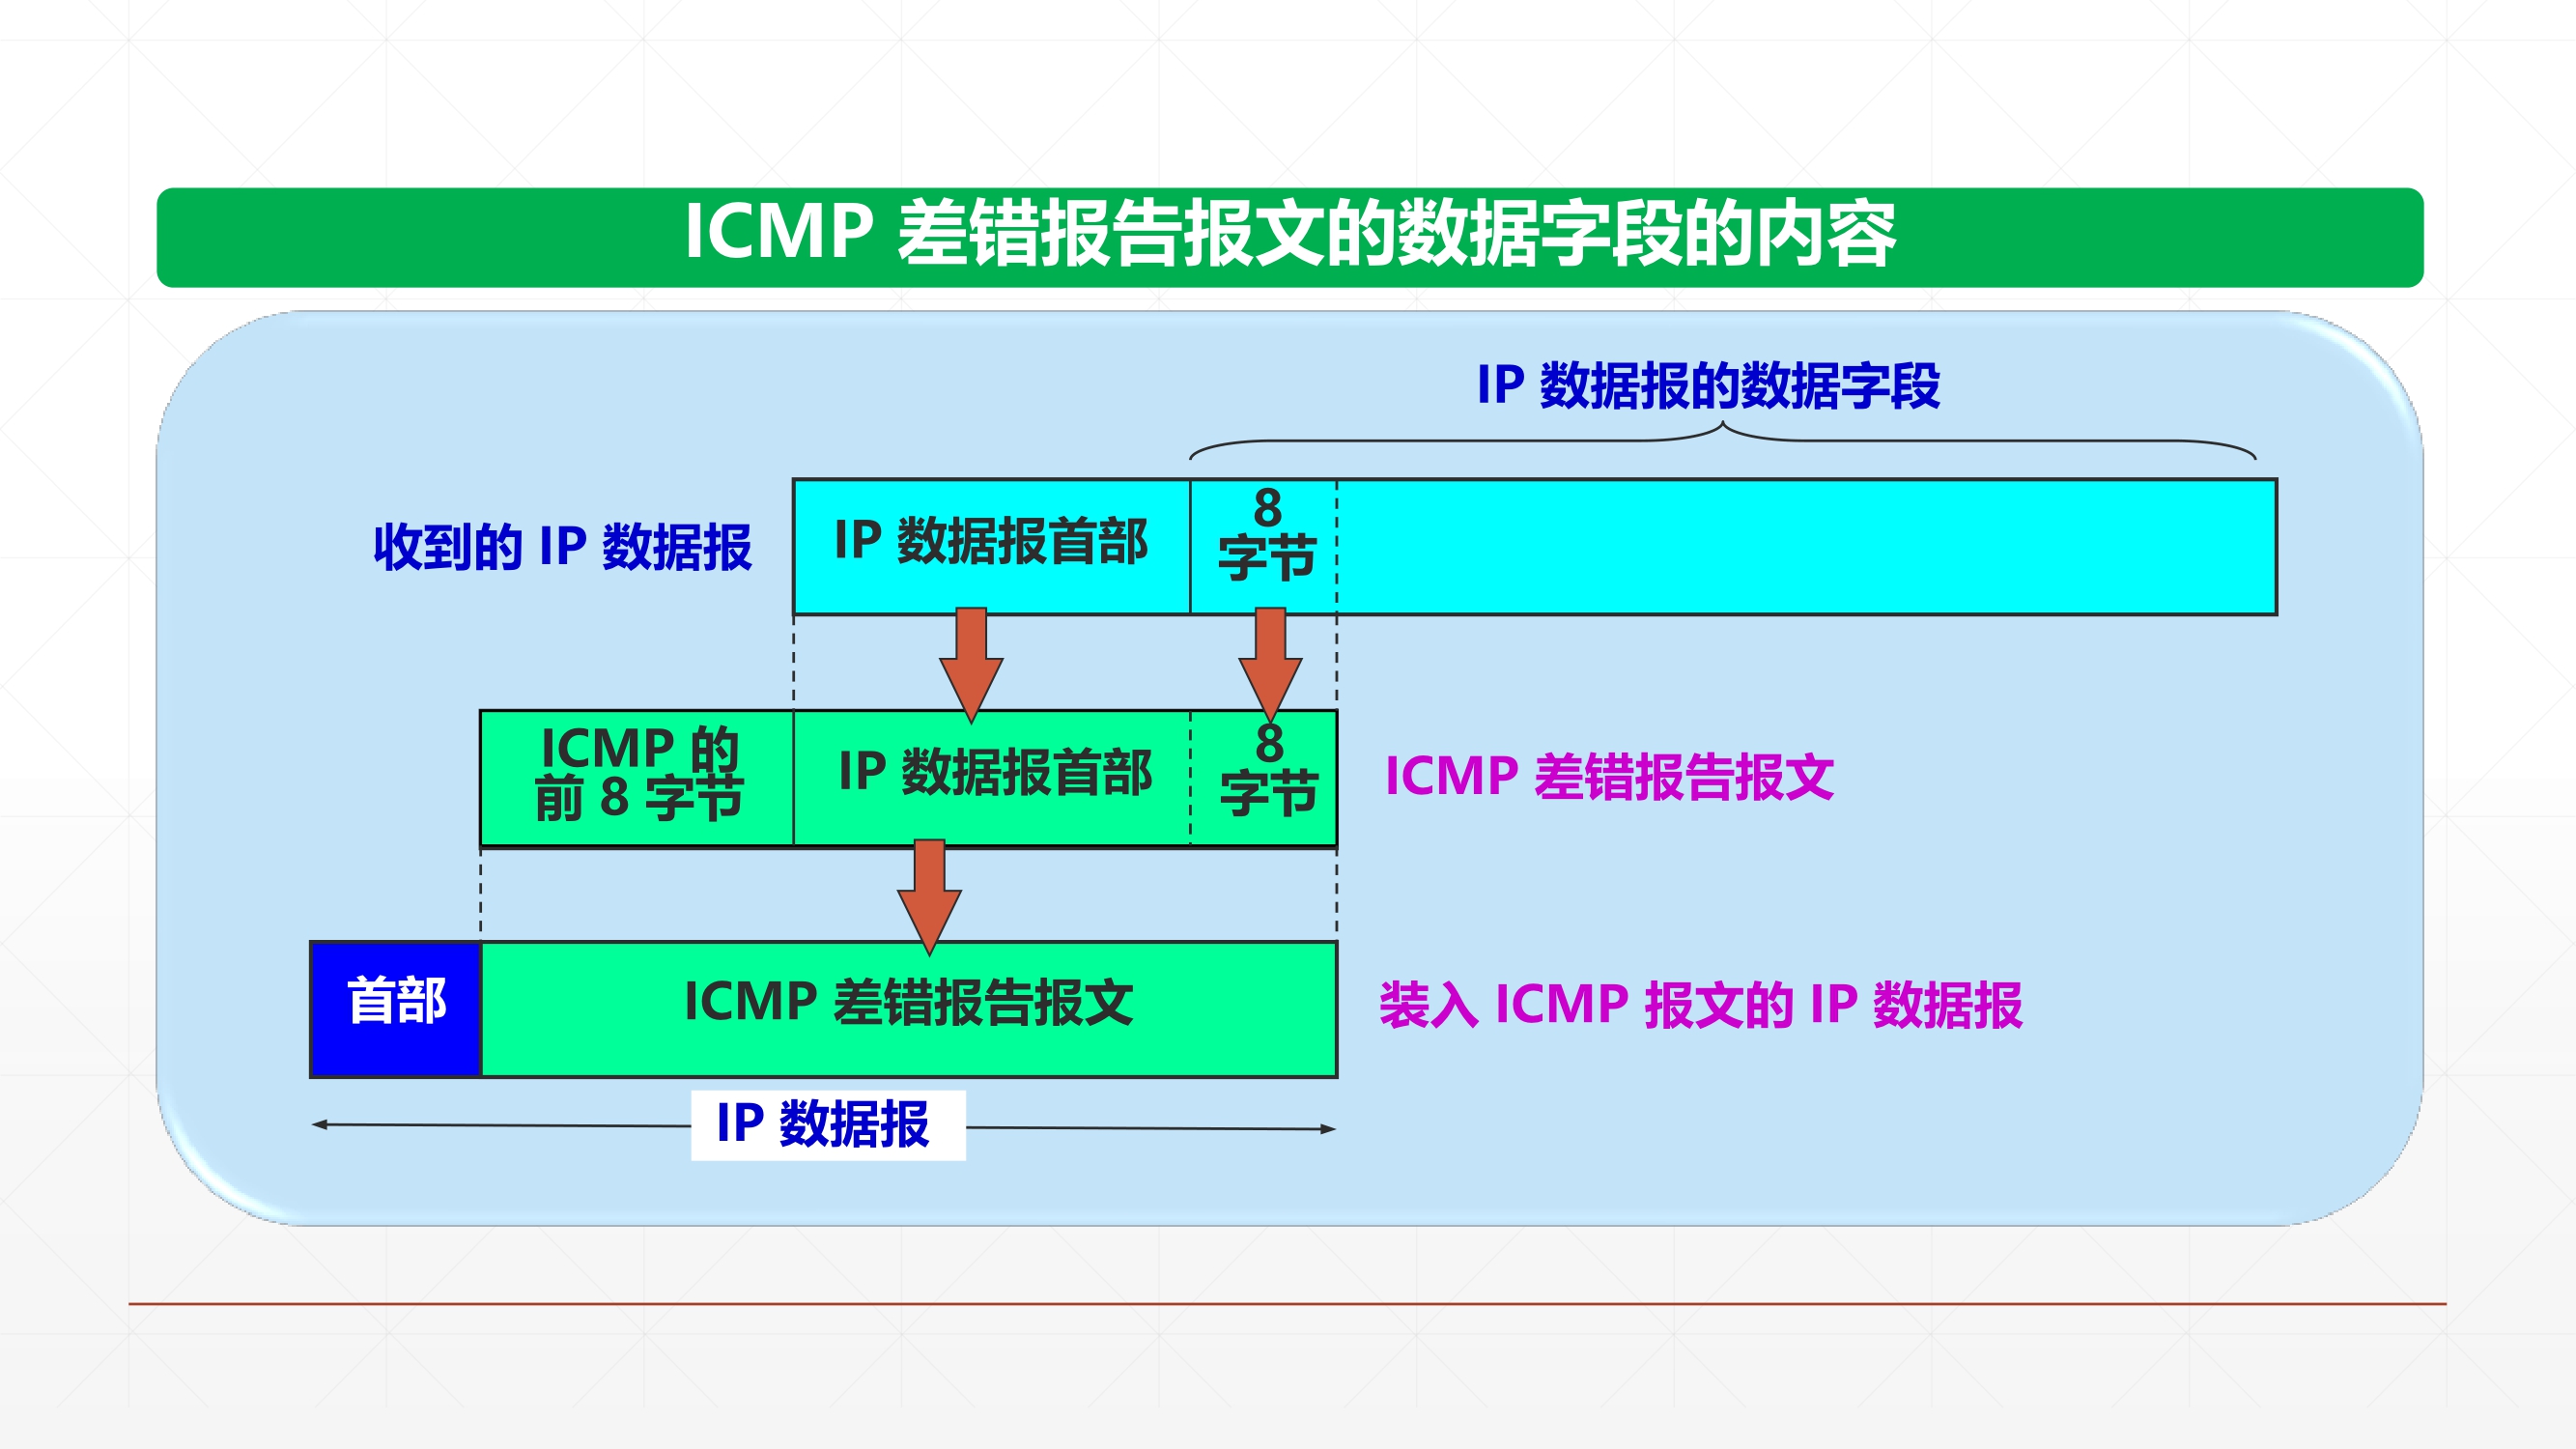 ICMP 差错报告报文的数据字段的内容
IP 数据报的数据字段
收到的 IP 数据报
IP 数据报首部
8
字节
ICMP 的
前 8 字节
IP 数据报首部
8
字节
ICMP 差错报告报文
首部
ICMP 差错报告报文
装入 ICMP 报文的 IP 数据报
IP 数据报